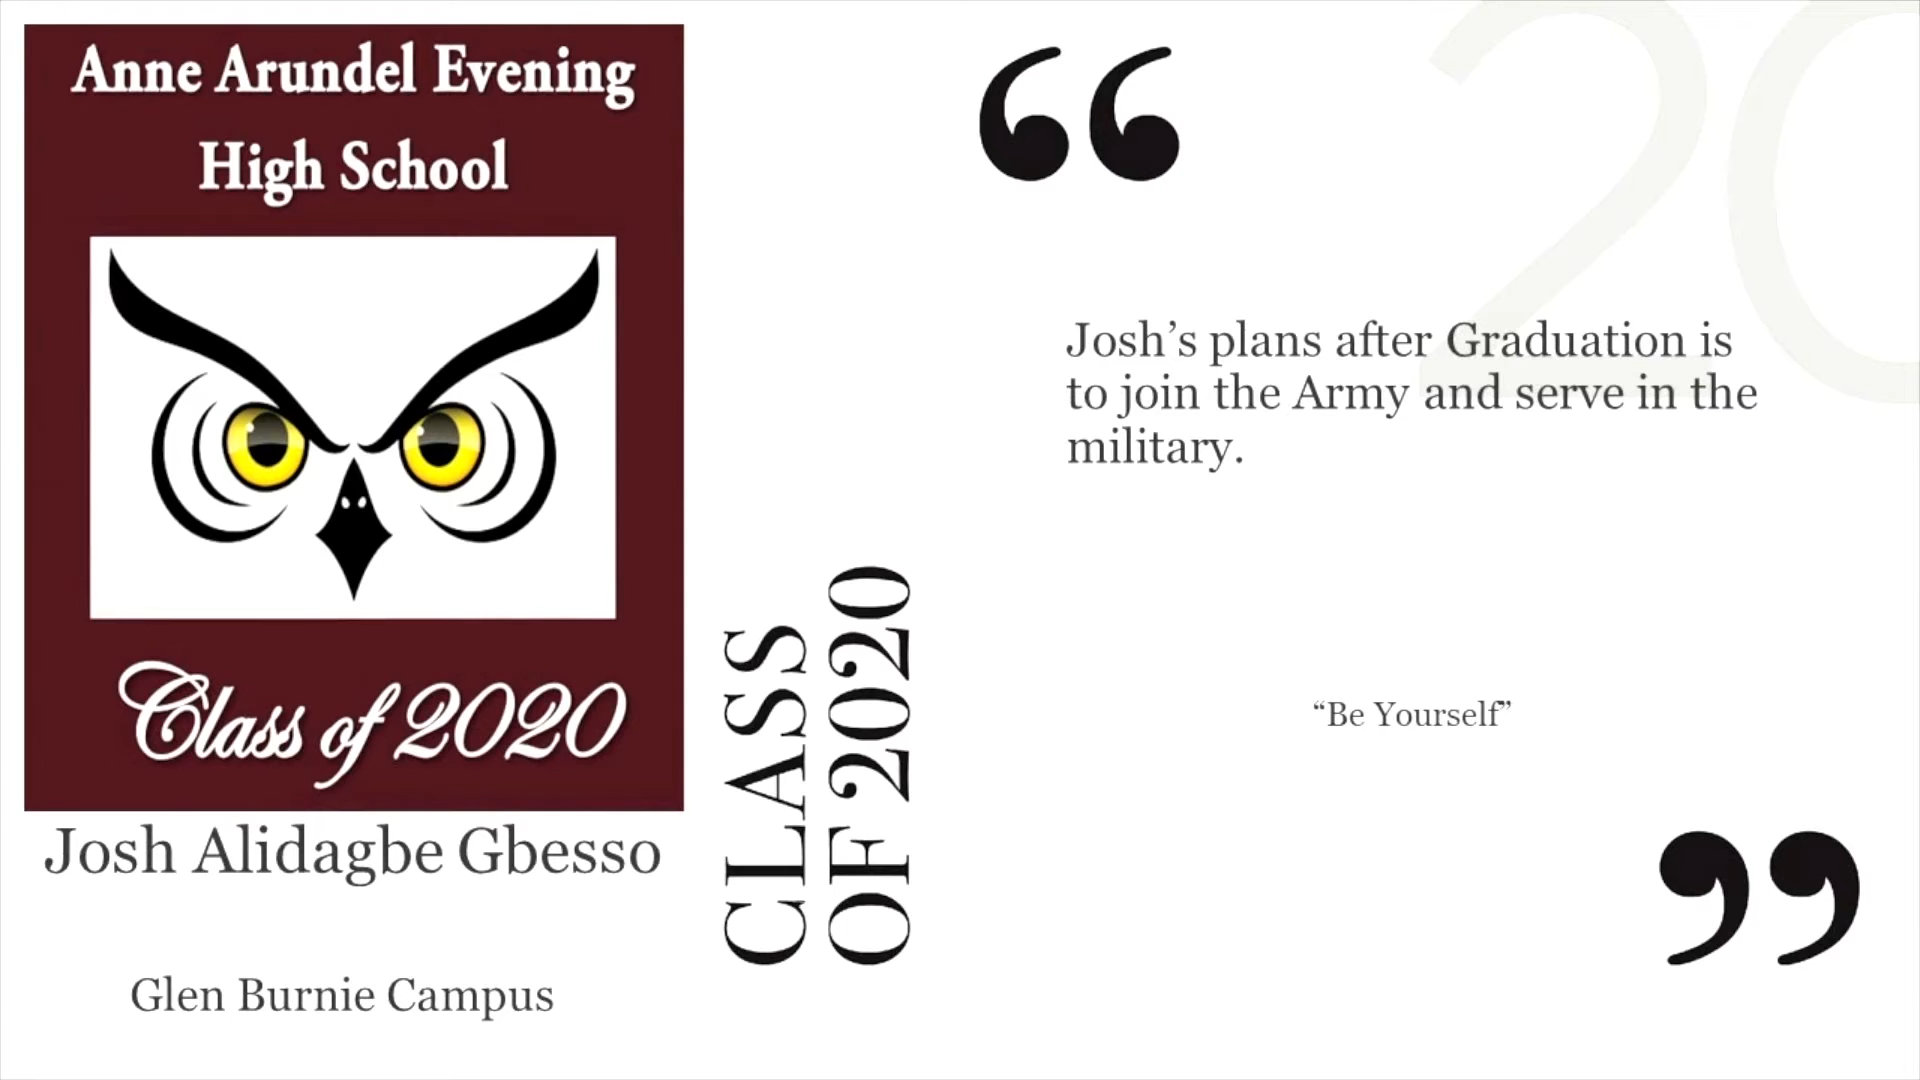 Anne Arundel Evening
High School
Class of 2020
Josh Alidagbe Gbesso
Glen Burnie Campus
CLASS
OF 2020
20
“
Josh’s plans after Graduation is
to join the Army and serve in the
military.
“Be Yourself”
”